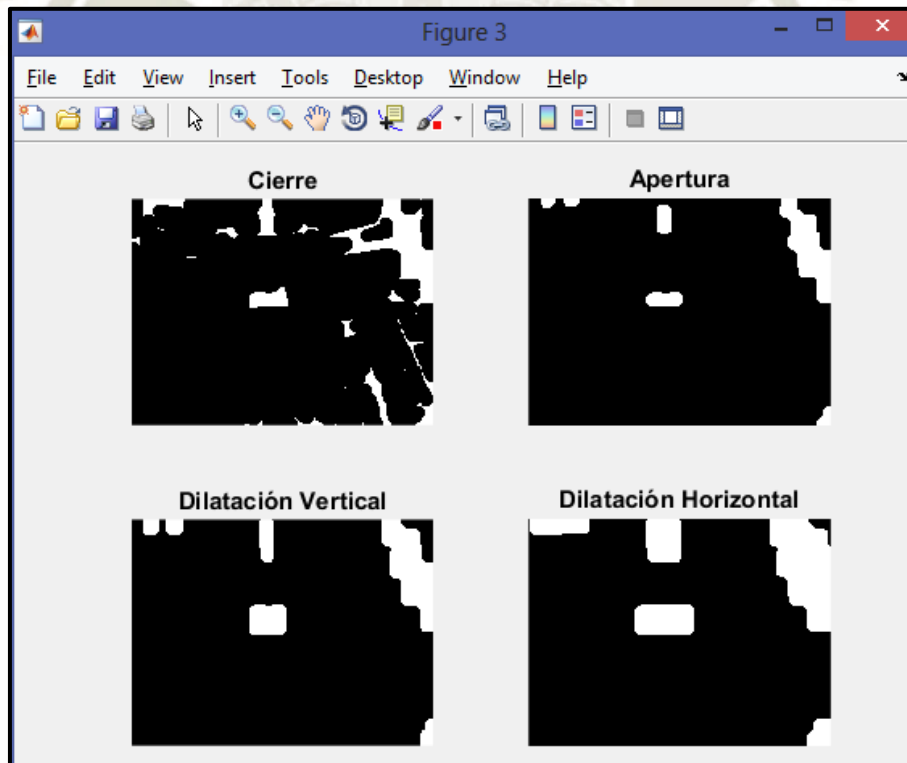 Figure 3
File Edit View Insert Tools Desktop Window Help
Cierre
Apertura
Dilatación Vertical
Dilatación Horizontal